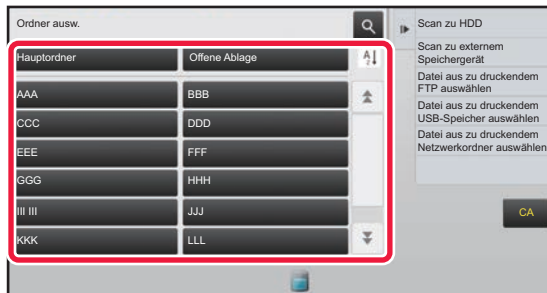 Ordner ausw.
Hauptordner
Offene Ablage
AAA
BBB
CCC
DDD
EEE
FFF
GGG
HHH
III III
JJJ
KKK
LLL
Scan zu HDD
Scan zu externem
Speichergerät
Datei aus zu druckendem
FTP auswählen
Datei aus zu druckendem
USB-Speicher auswählen
Datei aus zu druckendem
Netzwerkordner auswählen
CA